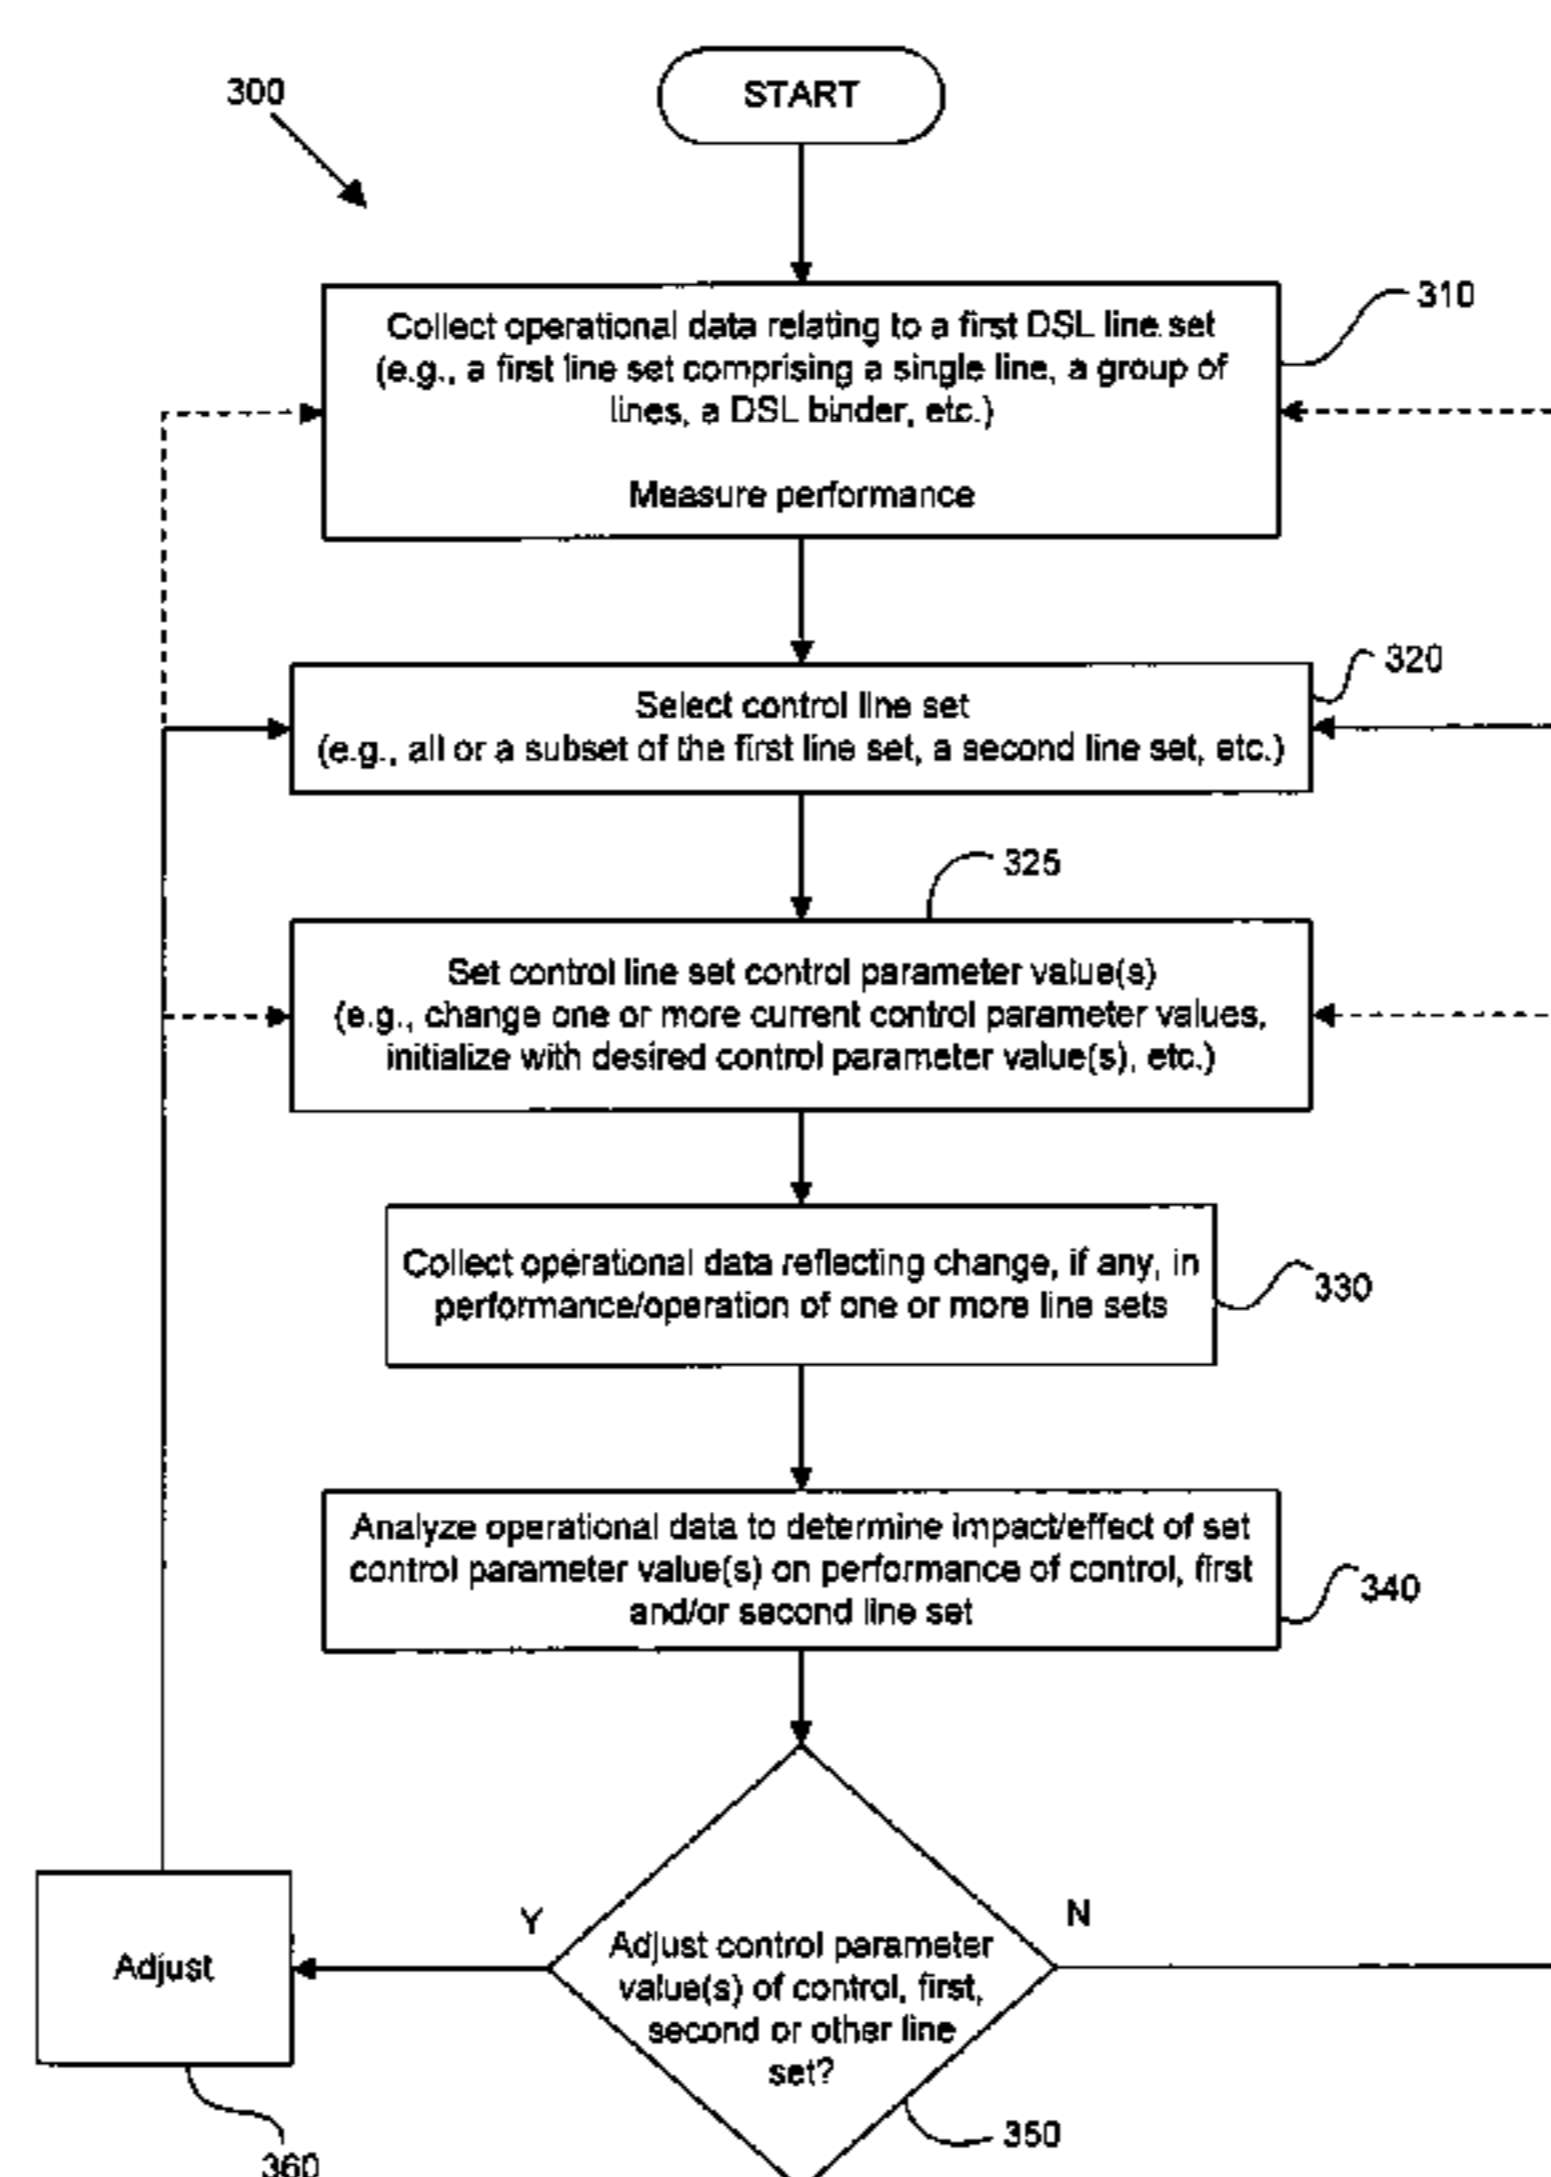 300
START
310
Collect operational data relating to a first DSL line set
(e.g., a first line set comprising a single line, a group of
lines, a DSL binder, etc.)
Measure performance
320
Select control line set
(e.g., all or a subset of the first line set, a second line set, etc.)
325
Set control line set control parameter value(s)
(e.g., change one or more current control parameter values,
initialize with desired control parameter value(s), etc.)
Collect operational data reflecting change, if any, in
performance/operation of one or more line sets
330
Analyze operational data to determine impact/effect of set
control parameter value(s) on performance of control, first
and/or second line set
340
Y
N
Adjust
Adjust control parameter
value(s) of control, first,
second or other line
set?
350
360